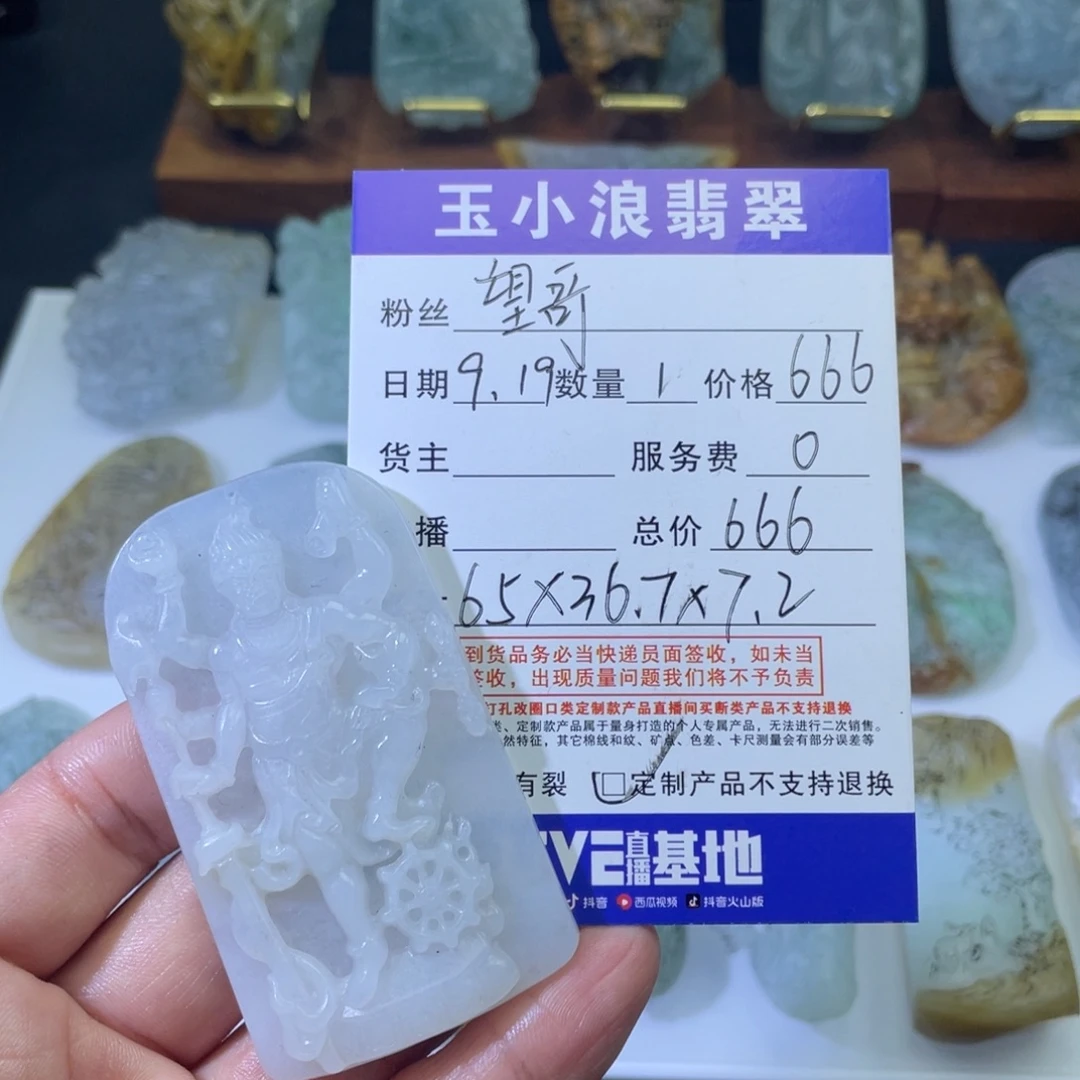 玉小浪翡翠
粉丝 望哥
日期 9.19 数量 1 价格 666
货主 服务费 0
播 总价 666
65×36.7×7.2
到货品务必当快递员面签收，如未当
签收，出现质量问题我们将不予负责
打孔改圈口类定制款产品直播间买断类产品不支持退换
类、定制款产品属于量身打造的个人专属产品，无法进行二次销售。
然特征，其它棉线和纹、矿点、色差、卡尺测量会有部分误差等
有裂 □定制产品不支持退换
VE直播基地
抖音 西瓜视频 抖音火山版